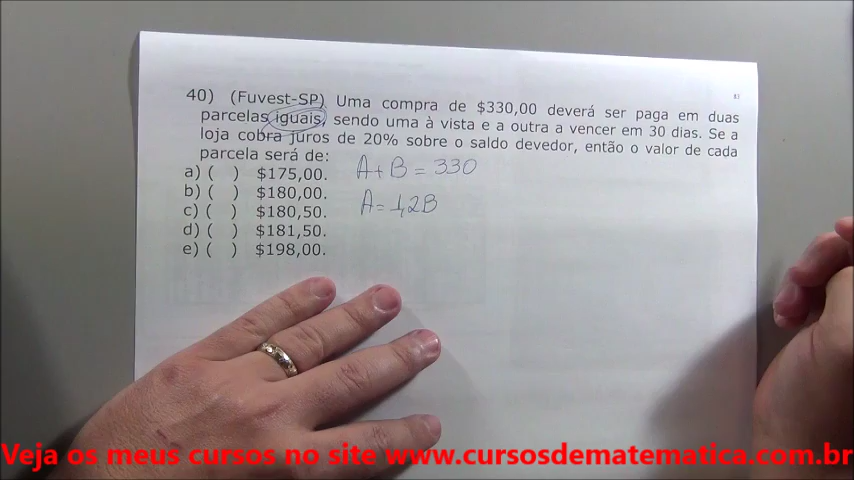 40) (Fuvest-SP) Uma compra de $330,00 deverá ser paga em duas
parcelas iguais, sendo uma à vista e a outra a vencer em 30 dias. Se a
loja cobra juros de 20% sobre o saldo devedor, então o valor de cada
parcela será de:
a) ( ) $175,00.
b) ( ) $180,00.
c) ( ) $180,50.
d) ( ) $181,50.
e) ( ) $198,00.
A+B = 330
A = 1,2B
Veja os meus cursos no site www.cursosdematematica.com.br